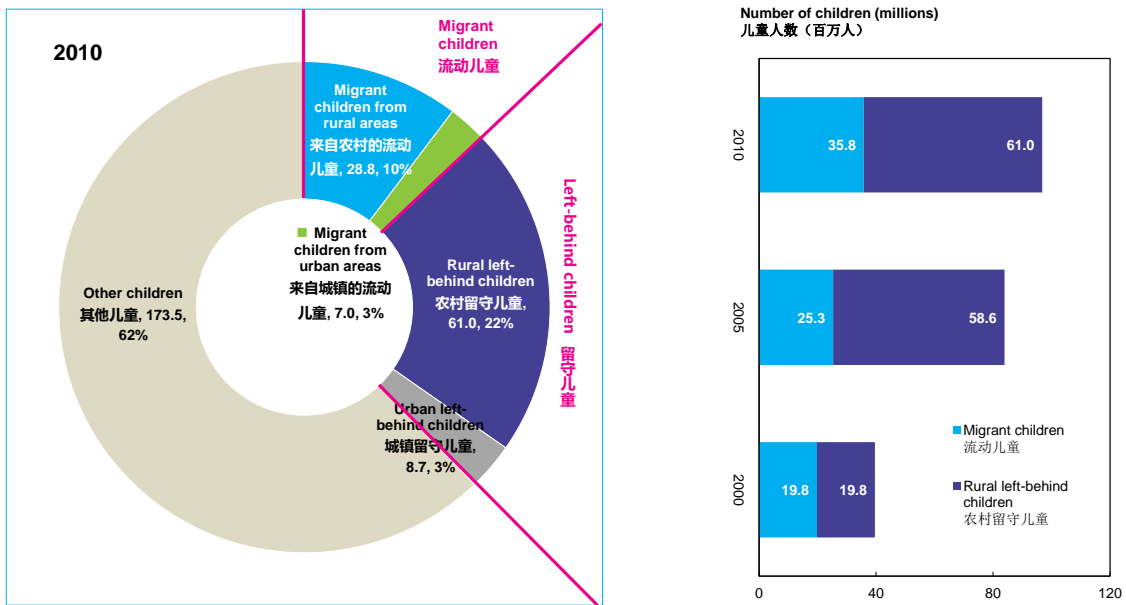 2010
Migrant
children
流动儿童
Migrant
children from
rural areas
来自农村的流动
儿童, 28.8, 10%
Migrant
children from
urban areas
来自城镇的流动
儿童, 7.0, 3%
Rural left-
behind children
农村留守儿童,
61.0, 22%
Left-behind children 留守儿童
Other children
其他儿童, 173.5,
62%
Urban left-
behind children
城镇留守儿童,
8.7, 3%
Number of children (millions)
儿童人数（百万人）
2010
35.8
61.0
2005
25.3
58.6
2000
19.8
19.8
Migrant children
流动儿童
Rural left-behind
children
农村留守儿童
0
40
80
120